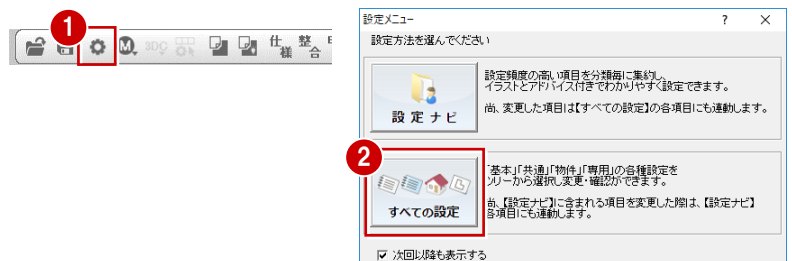 1
M
3DC
仕様
整合
設定メニュー
? ×
設定方法を選んでください
設定ナビ
設定頻度の高い項目を分類毎に集約し、
イラストとアドバイス付きでわかりやすく設定できます。
尚、変更した項目は【すべての設定】の各項目にも連動します。
2
すべての設定
「基本」「共通」「物件」「専用」の各種設定を
ツリーから選択し変更・確認ができます。
尚、【設定ナビ】に含まれる項目を変更した際は、【設定ナビ】
各項目にも連動します。
次回以降も表示する